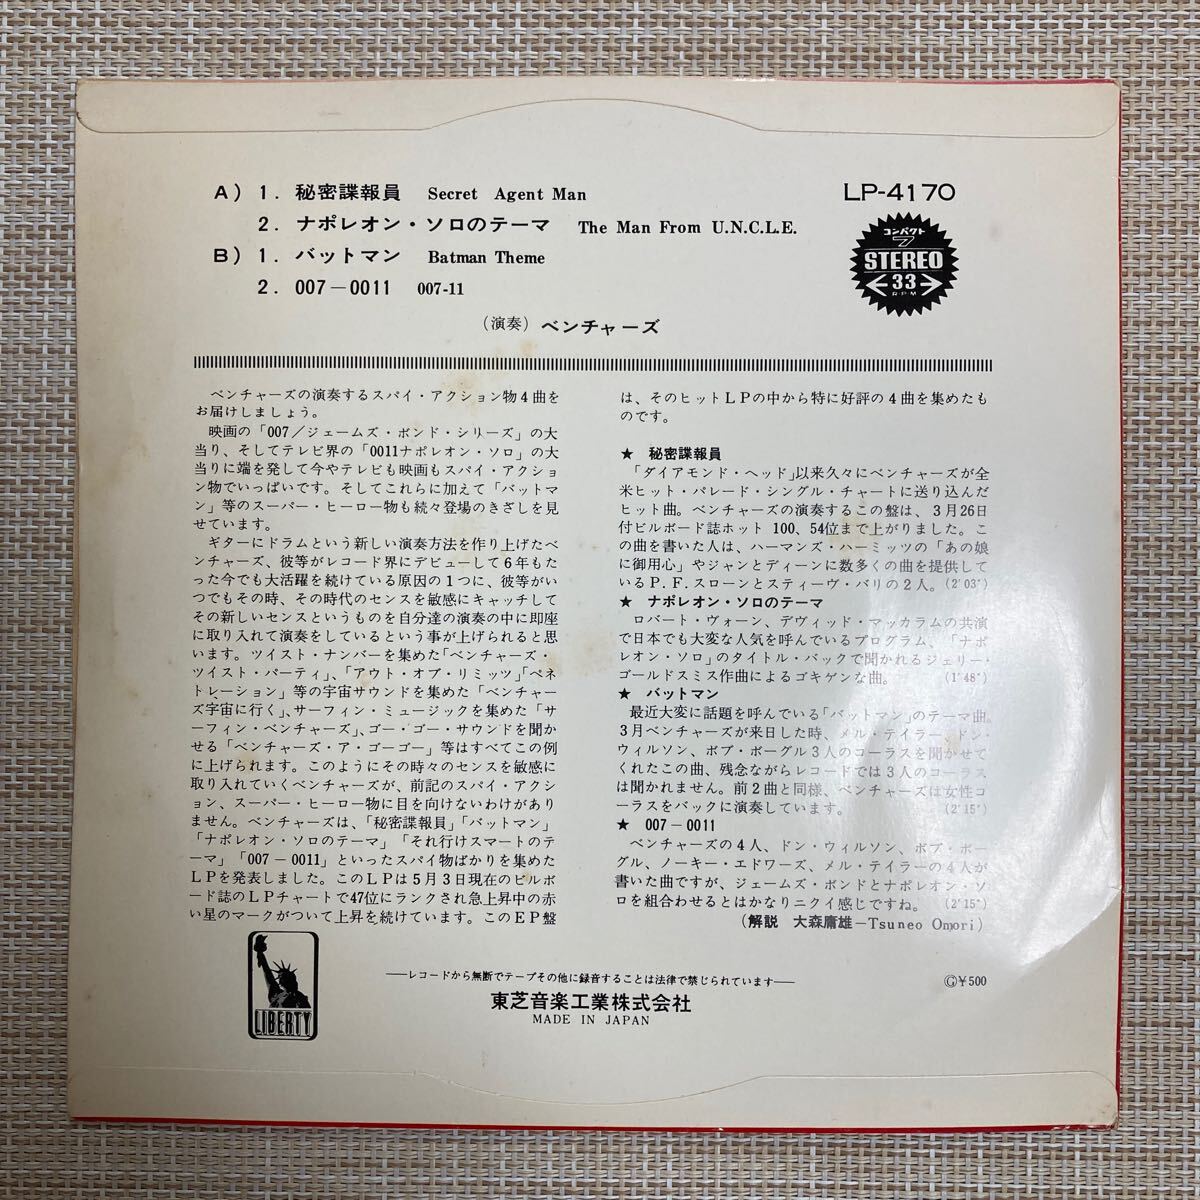 A) 1. 秘密諜報員 Secret Agent Man
2. ナポレオン・ソロのテーマ The Man From U.N.C.L.E.
B) 1. バットマン Batman Theme
2. 007－0011 007-11
(演奏) ベンチャーズ
LP-4170
コンパクト
7
STEREO
33
R·P·M
ベンチャーズの演奏するスパイ・アクション物4曲を
お届けしましょう。
映画の「007／ジェームズ・ボンド・シリーズ」の大
当り、そしてテレビ界の「0011ナポレオン・ソロ」の大
当りに端を発して今やテレビも映画もスパイ・アクショ
ン物でいっぱいです。そしてこれらに加えて「バットマ
ン」等のスーパー・ヒーロー物も続々登場のきざしを見
せています。
ギターにドラムという新しい演奏方法を作り上げたベ
ンチャーズ、彼等がレコード界にデビューして6年もた
った今でも大活躍を続けている原因の1つに、彼等がい
つでもその時、その時代のセンスを敏感にキャッチして
その新しいセンスというものを自分達の演奏の中に即座
に取り入れて演奏をしているという事が上げられると思
います。ツイスト・ナンバーを集めた「ベンチャーズ・
ツイスト・パーティ」、「アウト・オブ・リミッツ」「ペネ
トレーション」等の宇宙サウンドを集めた「ベンチャー
ズ宇宙に行く」、サーフィン・ミュージックを集めた「サ
ーフィン・ベンチャーズ」、ゴー・ゴー・サウンドを聞か
せる「ベンチャーズ・ア・ゴーゴー」等はすべてこの例
に上げられます。このようにその時々のセンスを敏感に
取り入れていくベンチャーズが、前記のスパイ・アクシ
ョン、スーパー・ヒーロー物に目を向けないわけがあり
ません。ベンチャーズは、「秘密諜報員」「バットマン」
「ナポレオン・ソロのテーマ」「それ行けスマートのテ
ーマ」「007－0011」といったスパイ物ばかりを集めた
LPを発表しました。このLPは5月3日現在のビルボ
ード誌のLPチャートで47位にランクされ急上昇中の赤
い星のマークがついて上昇を続けています。このEP盤
は、そのヒットLPの中から特に好評の4曲を集めたも
のです。
★ 秘密諜報員
「ダイアモンド・ヘッド」以来久々にベンチャーズが全
米ヒット・パレード・シングル・チャートに送り込んだ
ヒット曲。ベンチャーズの演奏するこの盤は、3月26日
付ビルボード誌ホット 100、54位まで上がりました。こ
の曲を書いた人は、ハーマンズ・ハーミッツの「あの娘
に御用心」やジャンとディーンに数多くの曲を提供して
いるP.F.スローンとスティーヴ・バリの2人。(2′03″)
★ ナポレオン・ソロのテーマ
ロバート・ヴォーン、デヴィッド・マッカラムの共演
で日本でも大変な人気を呼んでいるプログラム、「ナポ
レオン・ソロ」のタイトル・バックで聞かれるジェリー・
ゴールドスミス作曲によるゴキゲンな曲。 (1′48″)
★ バットマン
最近大変に話題を呼んでいる「バットマン」のテーマ曲。
3月ベンチャーズが来日した時、メル・テイラー、ドン・
ウィルソン、ボブ・ボーグル3人のコーラスを聞かせて
くれたこの曲、残念ながらレコードでは3人のコーラス
は聞かれません。前2曲と同様、ベンチャーズは女性コ
ーラスをバックに演奏しています。 (2′15″)
★ 007－0011
ベンチャーズの4人、ドン・ウィルソン、ボブ・ボー
グル、ノーキー・エドワーズ、メル・テイラーの4人が
書いた曲ですが、ジェームズ・ボンドとナポレオン・ソ
ロを組合わせるとはかなりニクイ感じですね。(2′15″)
(解説 大森庸雄－Tsuneo Omori)
LIBERTY
──レコードから無断でテープその他に録音することは法律で禁じられています──
東芝音楽工業株式会社
MADE IN JAPAN
Ⓖ¥500